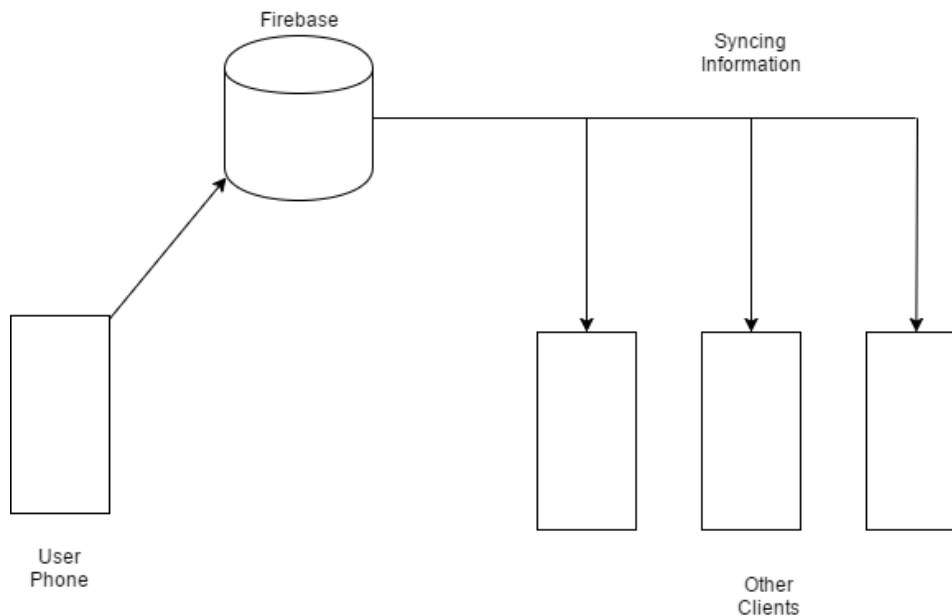 Firebase
Syncing
Information
User
Phone
Other
Clients